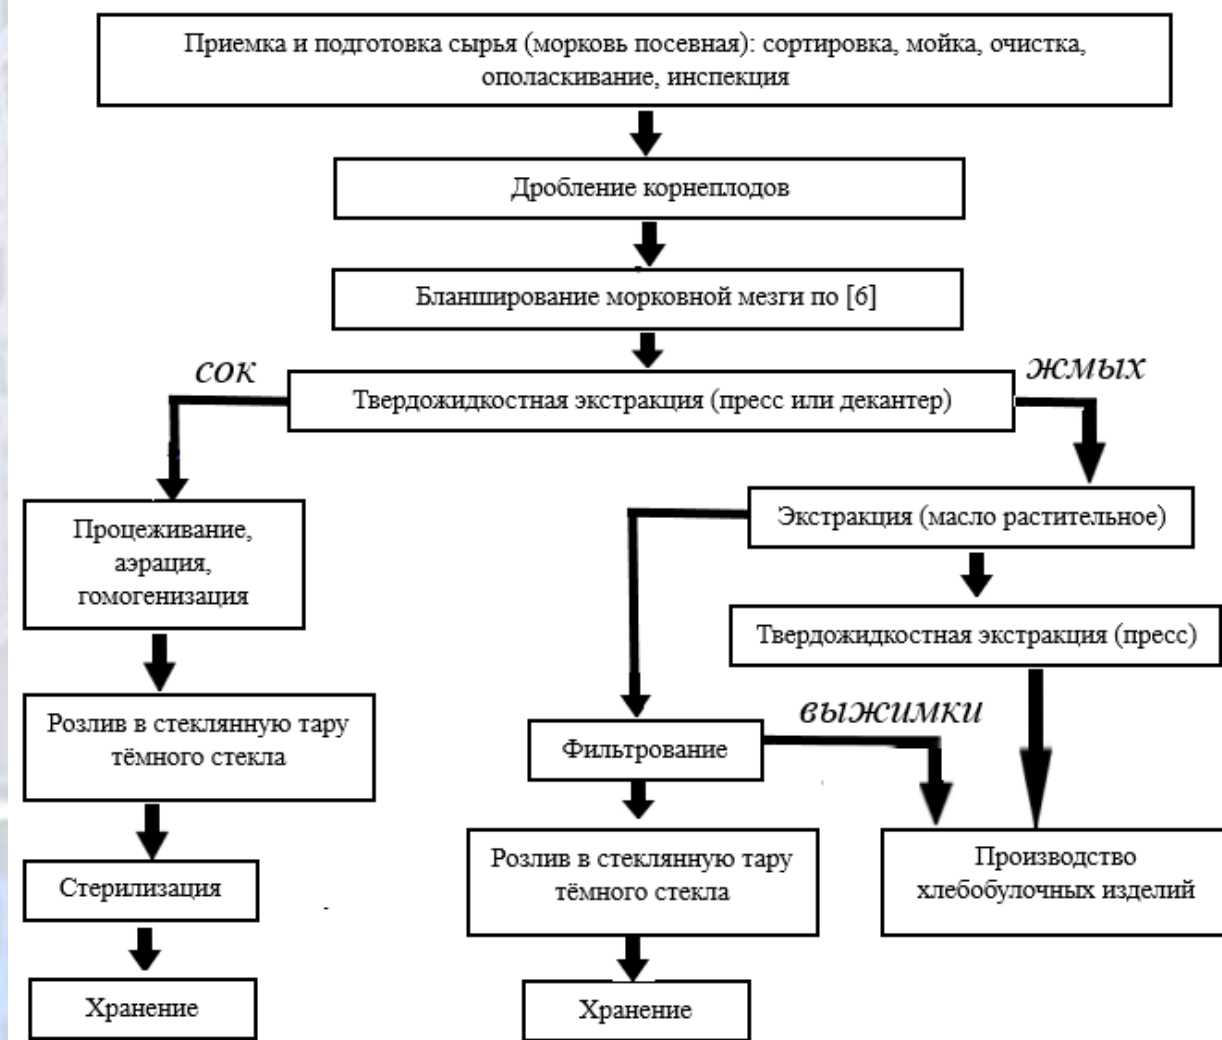 Приемка и подготовка сырья (морковь посевная): сортировка, мойка, очистка,
ополаскивание, инспекция
Дробление корнеплодов
Бланширование морковной мезги по [6]
сок
жмых
Твердожидкостная экстракция (пресс или декантер)
Процеживание,
аэрация,
гомогенизация
Экстракция (масло растительное)
Твердожидкостная экстракция (пресс)
Розлив в стеклянную тару
тёмного стекла
выжимки
Фильтрование
Стерилизация
Розлив в стеклянную тару
тёмного стекла
Производство
хлебобулочных изделий
Хранение
Хранение